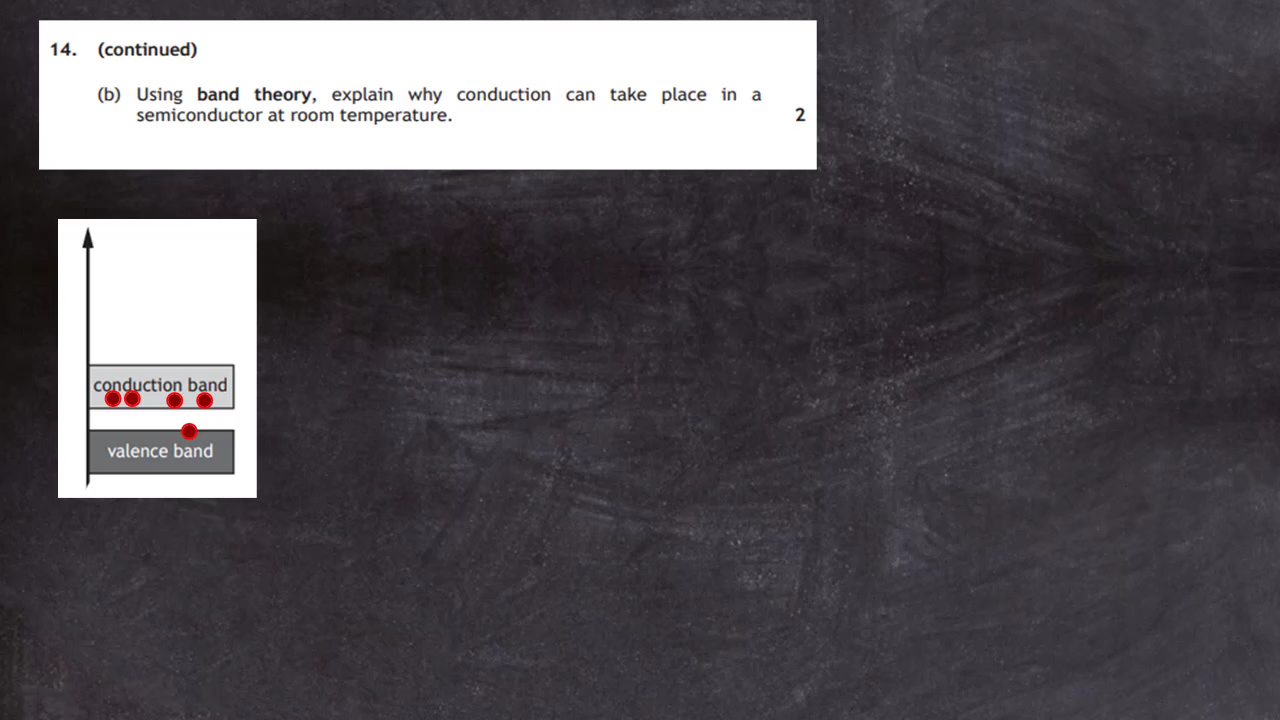 14. (continued)
(b) Using band theory, explain why conduction can take place in a
semiconductor at room temperature. 2
conduction band
valence band